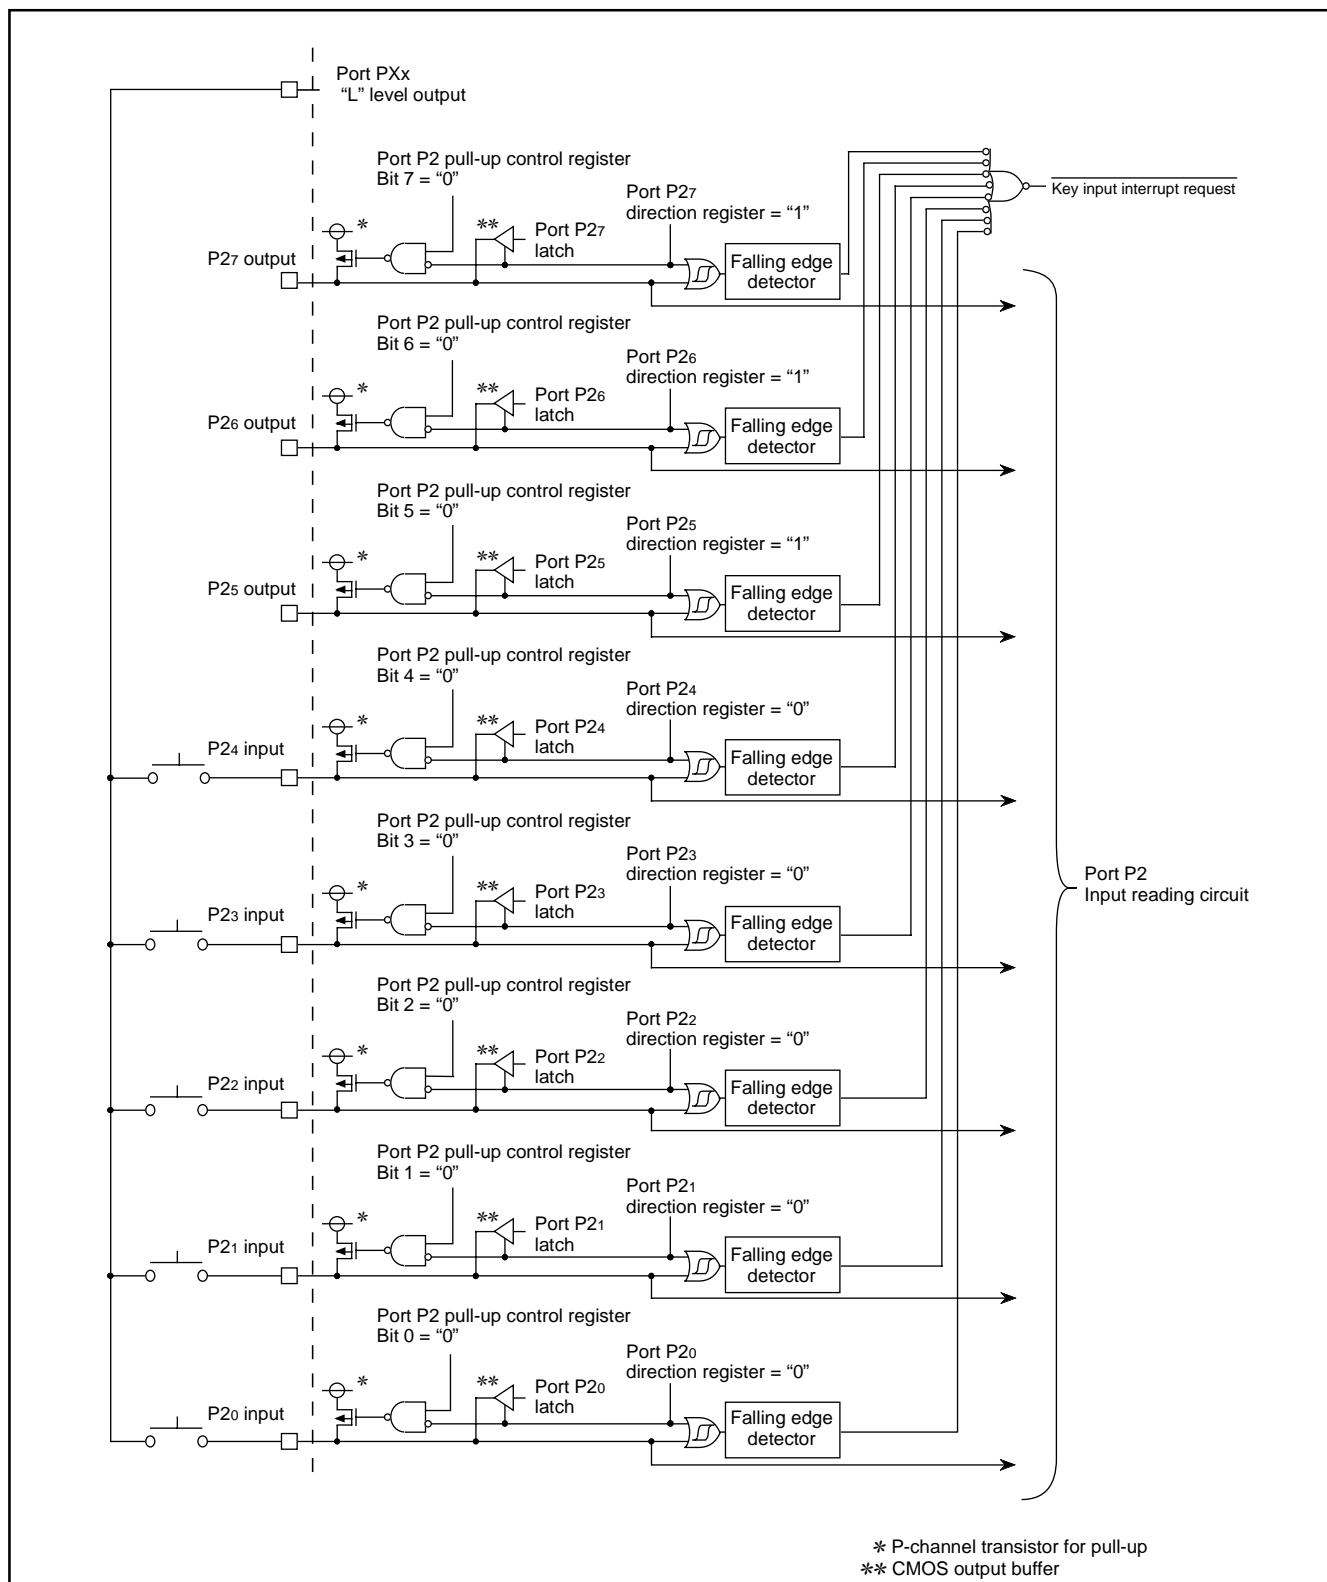 Port PXx
“L” level output
Port P2 pull-up control register
Bit 7 = “0”
Port P27
direction register = “1”
Key input interrupt request
*
**
Port P27
latch
P27 output
Falling edge
detector
Port P2 pull-up control register
Bit 6 = “0”
Port P26
direction register = “1”
*
**
Port P26
latch
P26 output
Falling edge
detector
Port P2 pull-up control register
Bit 5 = “0”
Port P25
direction register = “1”
*
**
Port P25
latch
P25 output
Falling edge
detector
Port P2 pull-up control register
Bit 4 = “0”
Port P24
direction register = “0”
*
**
Port P24
latch
P24 input
Falling edge
detector
Port P2 pull-up control register
Bit 3 = “0”
Port P23
direction register = “0”
*
**
Port P23
latch
P23 input
Falling edge
detector
Port P2
Input reading circuit
Port P2 pull-up control register
Bit 2 = “0”
Port P22
direction register = “0”
*
**
Port P22
latch
P22 input
Falling edge
detector
Port P2 pull-up control register
Bit 1 = “0”
Port P21
direction register = “0”
*
**
Port P21
latch
P21 input
Falling edge
detector
Port P2 pull-up control register
Bit 0 = “0”
Port P20
direction register = “0”
*
**
Port P20
latch
P20 input
Falling edge
detector
* P-channel transistor for pull-up
** CMOS output buffer